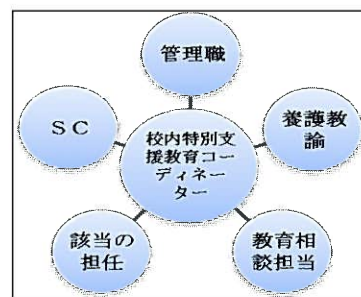 管理職
ＳＣ
校内特別支
援教育コー
ディネー
ター
養護教
諭
該当の
担任
教育相
談担当